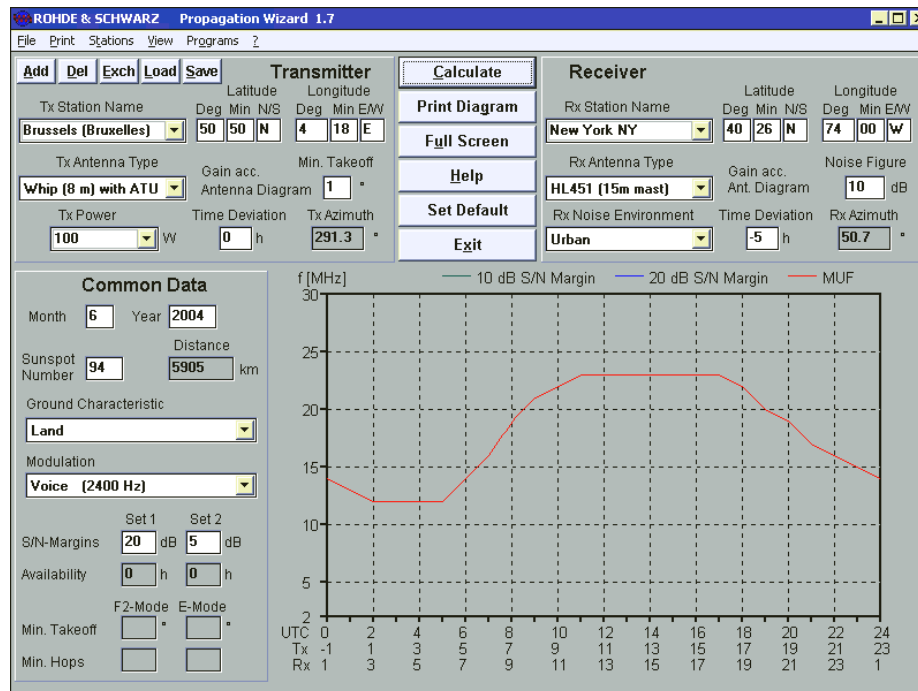 ROHDE & SCHWARZ Propagation Wizard 1.7
File Print Stations View Programs ?
Add Del Exch Load Save Transmitter
Latitude Longitude
Tx Station Name Deg Min N/S Deg Min E/W
Brussels (Bruxelles) 50 50 N 4 18 E
Tx Antenna Type Gain acc. Min. Takeoff
Whip (8 m) with ATU Antenna Diagram 1 °
Tx Power Time Deviation Tx Azimuth
100 W 0 h 291.3 °
Calculate
Print Diagram
Full Screen
Help
Set Default
Exit
Receiver
Latitude Longitude
Rx Station Name Deg Min N/S Deg Min E/W
New York NY 40 26 N 74 00 W
Rx Antenna Type Gain acc. Noise Figure
HL451 (15m mast) Ant. Diagram 10 dB
Rx Noise Environment Time Deviation Rx Azimuth
Urban -5 h 50.7 °
Common Data
Month 6 Year 2004
Distance
Sunspot Number 94 5905 km
Ground Characteristic
Land
Modulation
Voice (2400 Hz)
Set 1 Set 2
S/N-Margins 20 dB 5 dB
Availability 0 h 0 h
F2-Mode E-Mode
Min. Takeoff ° °
Min. Hops
f [MHz] 10 dB S/N Margin 20 dB S/N Margin MUF
30
25
20
15
10
5
2
UTC 0 2 4 6 8 10 12 14 16 18 20 22 24
Tx -1 1 3 5 7 9 11 13 15 17 19 21 23
Rx 1 3 5 7 9 11 13 15 17 19 21 23 1